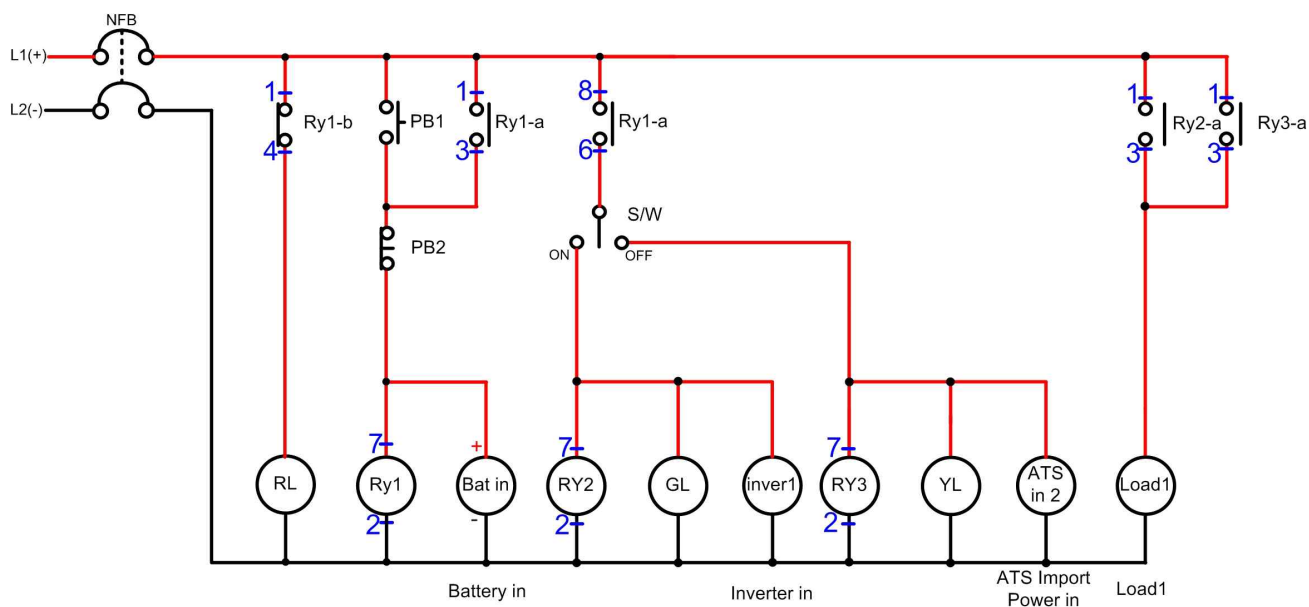 NFB
L1(+)
L2(-)
1 Ry1-b 4
PB1
1 Ry1-a 3
8 Ry1-a 6
1 Ry2-a 3
1 Ry3-a 3
PB2
S/W
ON
OFF
RL
7 Ry1 2
+ Bat in -
7 RY2 2
GL
inver1
7 RY3 2
YL
ATS
in 2
Load1
Battery in
Inverter in
ATS Import
Power in
Load1